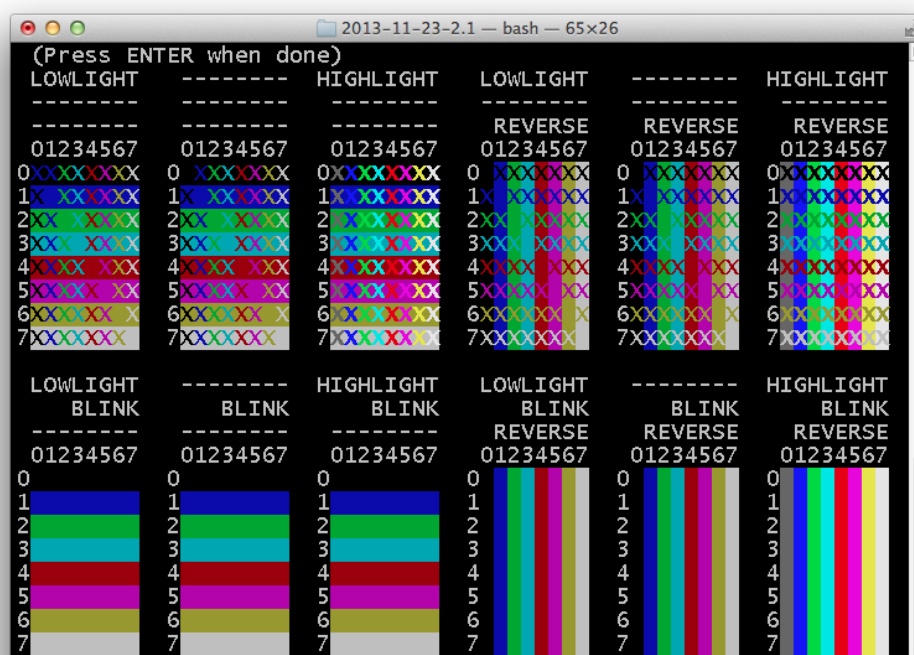 2013-11-23-2.1 — bash — 65×26
(Press ENTER when done)
LOWLIGHT -------- HIGHLIGHT LOWLIGHT -------- HIGHLIGHT
-------- -------- -------- -------- -------- --------
-------- -------- -------- REVERSE REVERSE REVERSE
01234567 01234567 01234567 01234567 01234567 01234567
0 XXXXXXX 0 XXXXXXX 0XXXXXXXX 0 XXXXXXX 0 XXXXXXX 0XXXXXXXX
1X XXXXXX 1X XXXXXX 1XXXXXXXX 1X XXXXXX 1X XXXXXX 1XXXXXXXX
2XX XXXXX 2XX XXXXX 2XXXXXXXX 2XX XXXXX 2XX XXXXX 2XXXXXXXX
3XXX XXXX 3XXX XXXX 3XXXXXXXX 3XXX XXXX 3XXX XXXX 3XXXXXXXX
4XXXX XXX 4XXXX XXX 4XXXXXXXX 4XXXX XXX 4XXXX XXX 4XXXXXXXX
5XXXXX XX 5XXXXX XX 5XXXXXXXX 5XXXXX XX 5XXXXX XX 5XXXXXXXX
6XXXXXX X 6XXXXXX X 6XXXXXXXX 6XXXXXX X 6XXXXXX X 6XXXXXXXX
7XXXXXXX 7XXXXXXX 7XXXXXXXX 7XXXXXXX 7XXXXXXX 7XXXXXXXX
LOWLIGHT -------- HIGHLIGHT LOWLIGHT -------- HIGHLIGHT
BLINK BLINK BLINK BLINK BLINK BLINK
-------- -------- -------- REVERSE REVERSE REVERSE
01234567 01234567 01234567 01234567 01234567 01234567
0 0 0 0 0 0
1 1 1 1 1 1
2 2 2 2 2 2
3 3 3 3 3 3
4 4 4 4 4 4
5 5 5 5 5 5
6 6 6 6 6 6
7 7 7 7 7 7